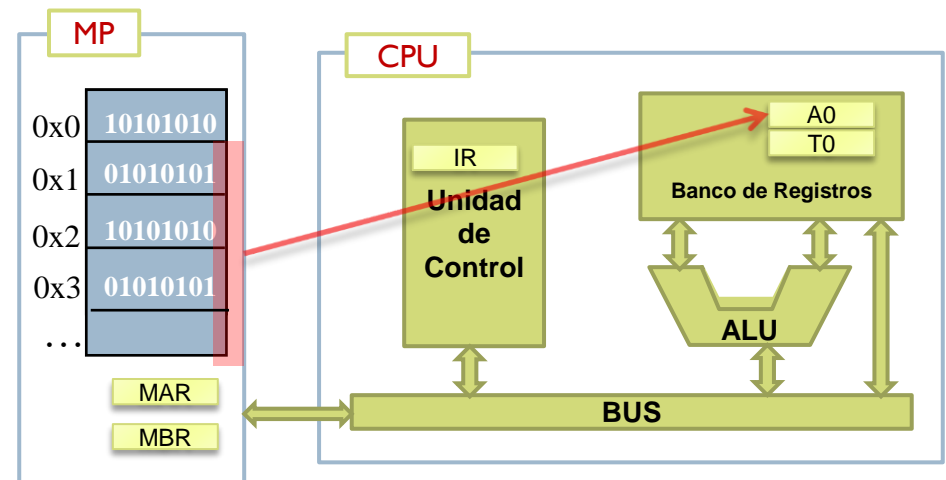 MP
CPU
0x0 10101010
0x1 01010101
0x2 10101010
0x3 01010101
...
MAR
MBR
IR
Unidad
de
Control
A0
T0
Banco de Registros
ALU
BUS